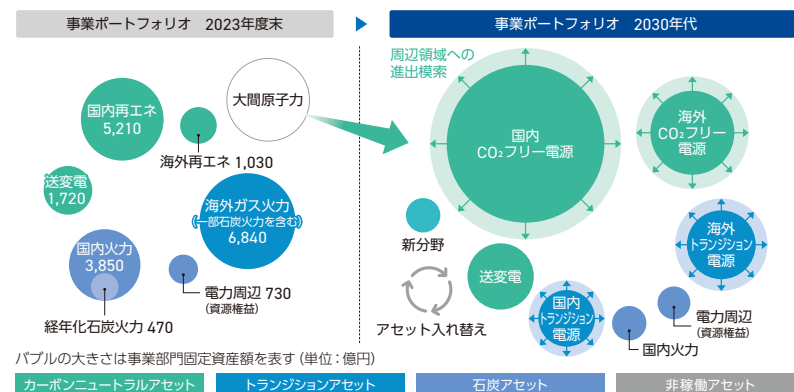 事業ポートフォリオ 2023年度末
事業ポートフォリオ 2030年代
国内再エネ
5,210
大間原子力
海外再エネ 1,030
送変電
1,720
海外ガス火力
(一部石炭火力を含む)
6,840
国内火力
3,850
電力周辺 730
(資源権益)
経年化石炭火力 470
周辺領域への
進出模索
国内
CO₂フリー電源
海外
CO₂フリー
電源
新分野
海外
トランジション
電源
送変電
アセット入れ替え
国内
トランジション
電源
電力周辺
(資源権益)
国内火力
バブルの大きさは事業部門固定資産額を表す(単位:億円)
カーボンニュートラルアセット
トランジションアセット
石炭アセット
非稼働アセット